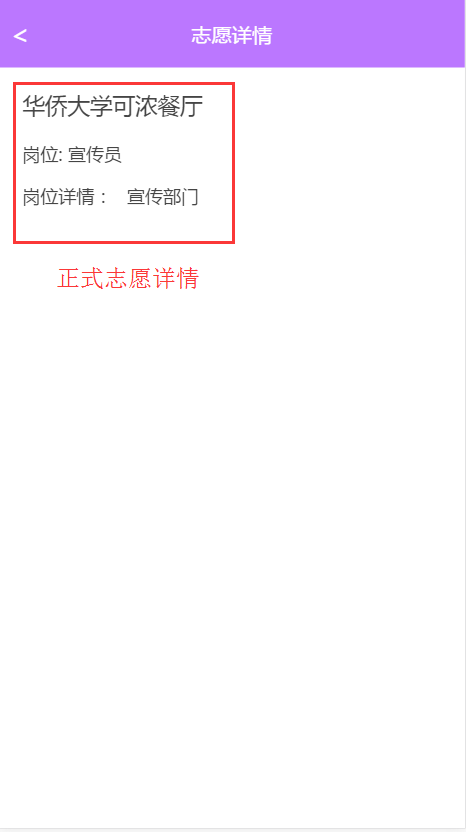 <
志愿详情
华侨大学可浓餐厅
岗位: 宣传员
岗位详情： 宣传部门
正式志愿详情